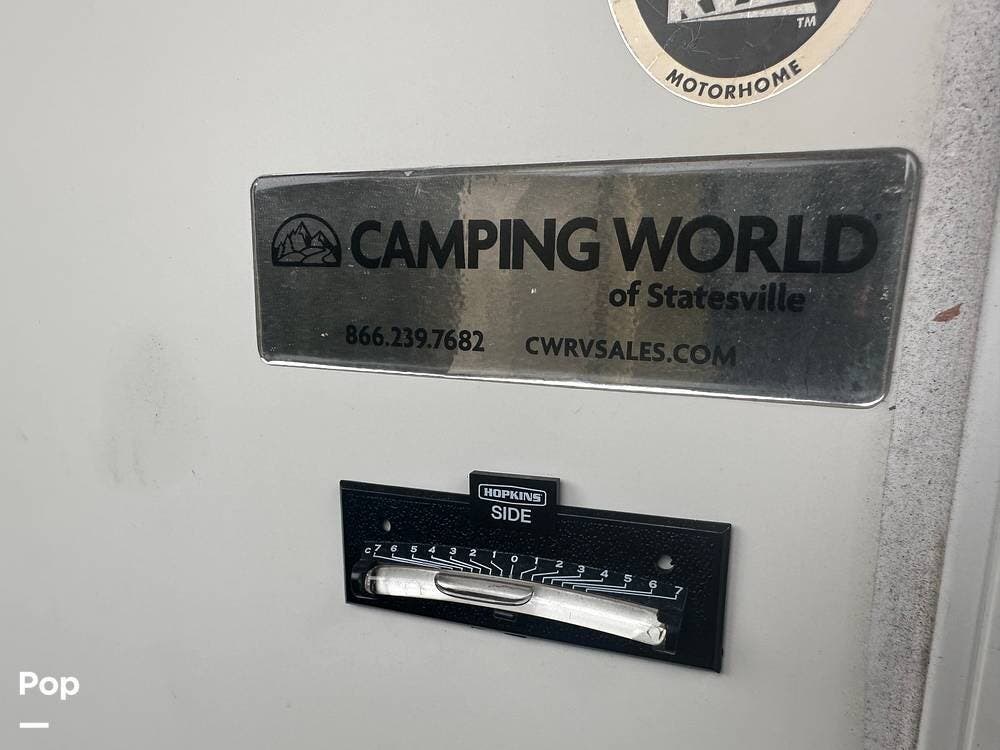 TM
MOTORHOME
CAMPING WORLD
of Statesville
866.239.7682 CWRVSALES.COM
HOPKINS
SIDE
C 7 6 5 4 3 2 1 0 1 2 3 4 5 6 7
Pop